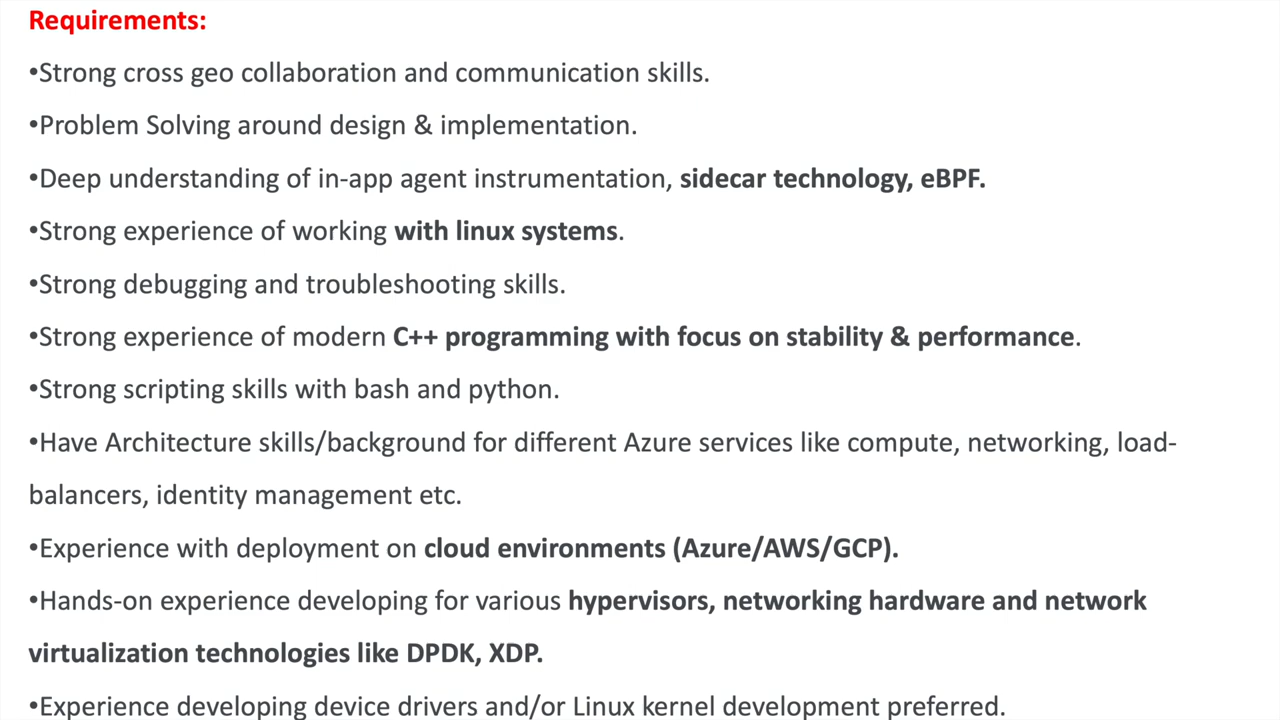 Requirements:
•Strong cross geo collaboration and communication skills.
•Problem Solving around design & implementation.
•Deep understanding of in-app agent instrumentation, sidecar technology, eBPF.
•Strong experience of working with linux systems.
•Strong debugging and troubleshooting skills.
•Strong experience of modern C++ programming with focus on stability & performance.
•Strong scripting skills with bash and python.
•Have Architecture skills/background for different Azure services like compute, networking, load-
balancers, identity management etc.
•Experience with deployment on cloud environments (Azure/AWS/GCP).
•Hands-on experience developing for various hypervisors, networking hardware and network
virtualization technologies like DPDK, XDP.
•Experience developing device drivers and/or Linux kernel development preferred.